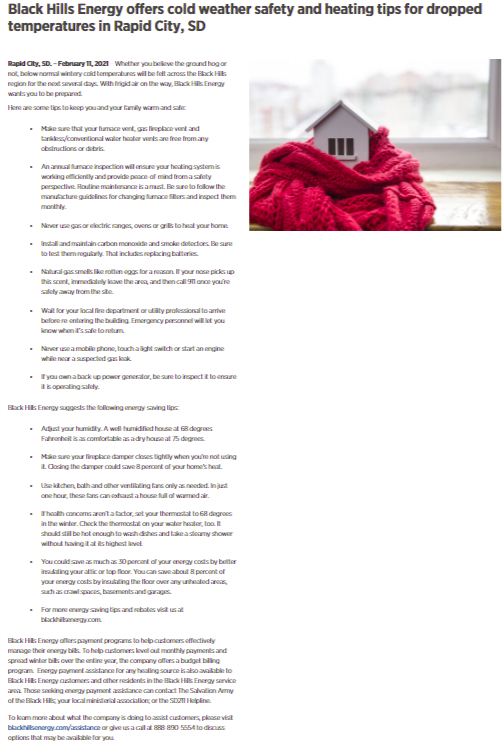 Black Hills Energy offers cold weather safety and heating tips for dropped
temperatures in Rapid City, SD
Rapid City, SD. – February 11, 2021 Whether you believe the ground hog or
not, below normal wintery cold temperatures will be felt across the Black Hills
region for the next several days. With frigid air on the way, Black Hills Energy
wants you to be prepared.
Here are some tips to keep you and your family warm and safe:
• Make sure that your furnace vent, gas fireplace vent and
tankless/conventional water heater vents are free from any
obstructions or debris.
• An annual furnace inspection will ensure your heating system is
working efficiently and provide peace-of-mind from a safety
perspective. Routine maintenance is a must. Be sure to follow the
manufacture guidelines for changing furnace filters and inspect them
monthly.
• Never use gas or electric ranges, ovens or grills to heat your home.
• Install and maintain carbon monoxide and smoke detectors. Be sure
to test them regularly. That includes replacing batteries.
• Natural gas smells like rotten eggs for a reason. If your nose picks up
this scent, immediately leave the area, and then call 911 once you're
safely away from the site.
• Wait for your local fire department or utility professional to arrive
before re-entering the building. Emergency personnel will let you
know when it's safe to return.
• Never use a mobile phone, touch a light switch or start an engine
while near a suspected gas leak.
• If you own a back-up power generator, be sure to inspect it to ensure
it is operating safely.
Black Hills Energy suggests the following energy saving tips:
• Adjust your humidity. A well-humidified house at 68 degrees
Fahrenheit is as comfortable as a dry house at 75 degrees.
• Make sure your fireplace damper closes tightly when you're not using
it. Closing the damper could save 8 percent of your home's heat.
• Use kitchen, bath and other ventilating fans only as needed. In just
one hour, these fans can exhaust a house full of warmed air.
• If health concerns aren't a factor, set your thermostat to 68 degrees
in the winter. Check the thermostat on your water heater, too. It
should still be hot enough to wash dishes and take a steamy shower
without having it at its highest level.
• You could save as much as 30 percent of your energy costs by better
insulating your attic or top floor. You can save about 8 percent of
your energy costs by insulating the floor over any unheated areas,
such as crawl spaces, basements and garages.
• For more energy saving tips and rebates visit us at
blackhillsenergy.com.
Black Hills Energy offers payment programs to help customers effectively
manage their energy bills. To help customers level out monthly payments and
spread winter bills over the entire year, the company offers a budget billing
program. Energy payment assistance for any heating source is also available to
Black Hills Energy customers and other residents in the Black Hills Energy service
area. Those seeking energy payment assistance can contact The Salvation Army
of the Black Hills; your local ministerial association; or the SD211 Helpline.
To learn more about what the company is doing to assist customers, please visit
blackhillsenergy.com/assistance or give us a call at 888-890-5554 to discuss
options that may be available for you.